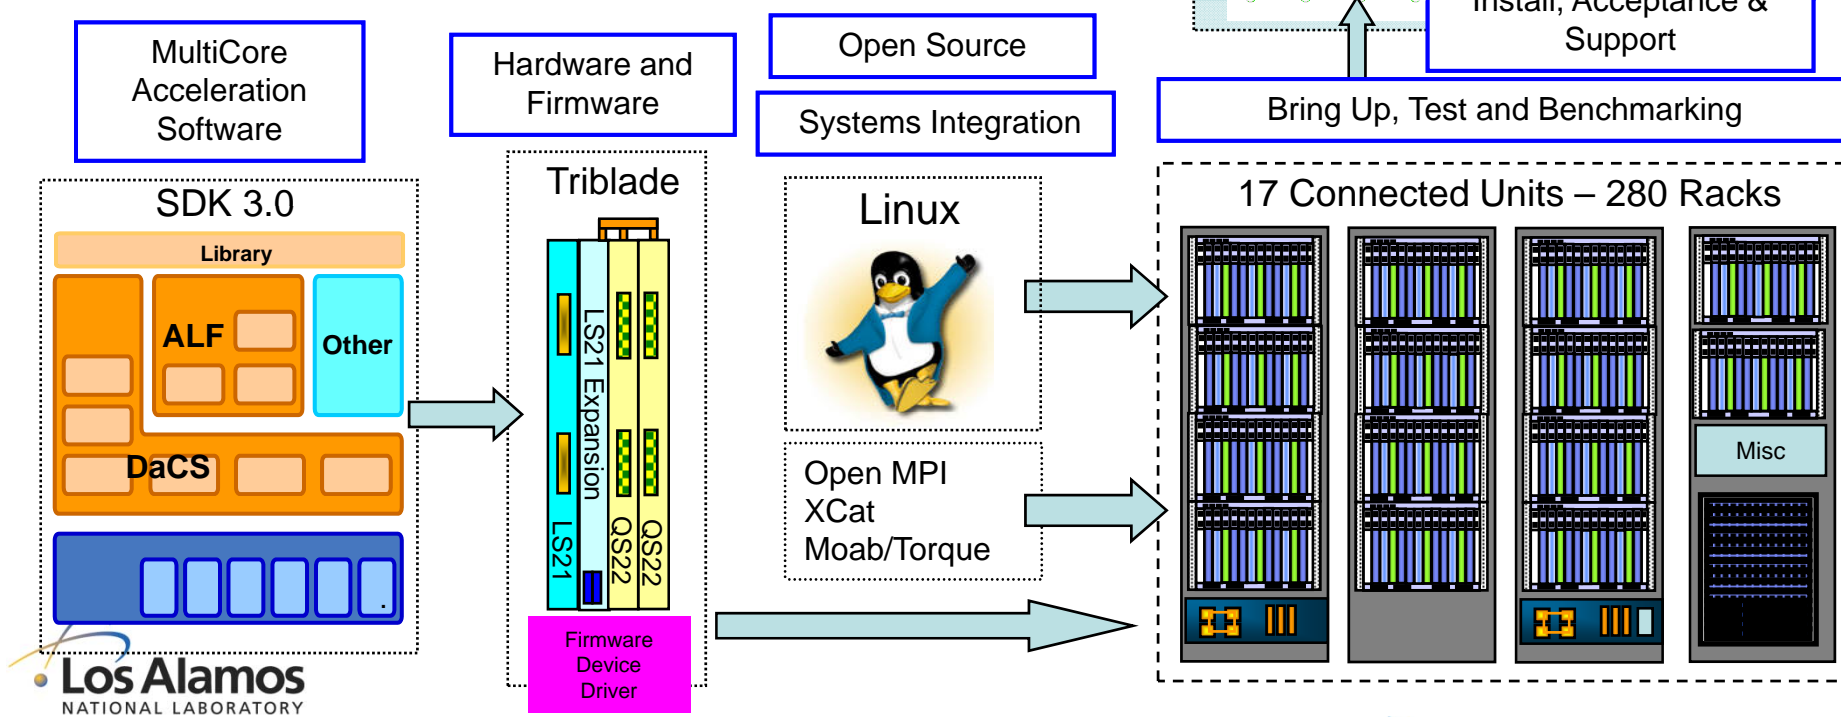 Install, Acceptance &
Support
MultiCore
Acceleration
Software
Hardware and
Firmware
Open Source
Systems Integration
Bring Up, Test and Benchmarking
SDK 3.0
Library
ALF
Other
DaCS
Triblade
LS21
LS21 Expansion
QS22
QS22
Firmware
Device
Driver
Linux
Open MPI
XCat
Moab/Torque
17 Connected Units – 280 Racks
Misc
.
Los Alamos
NATIONAL LABORATORY